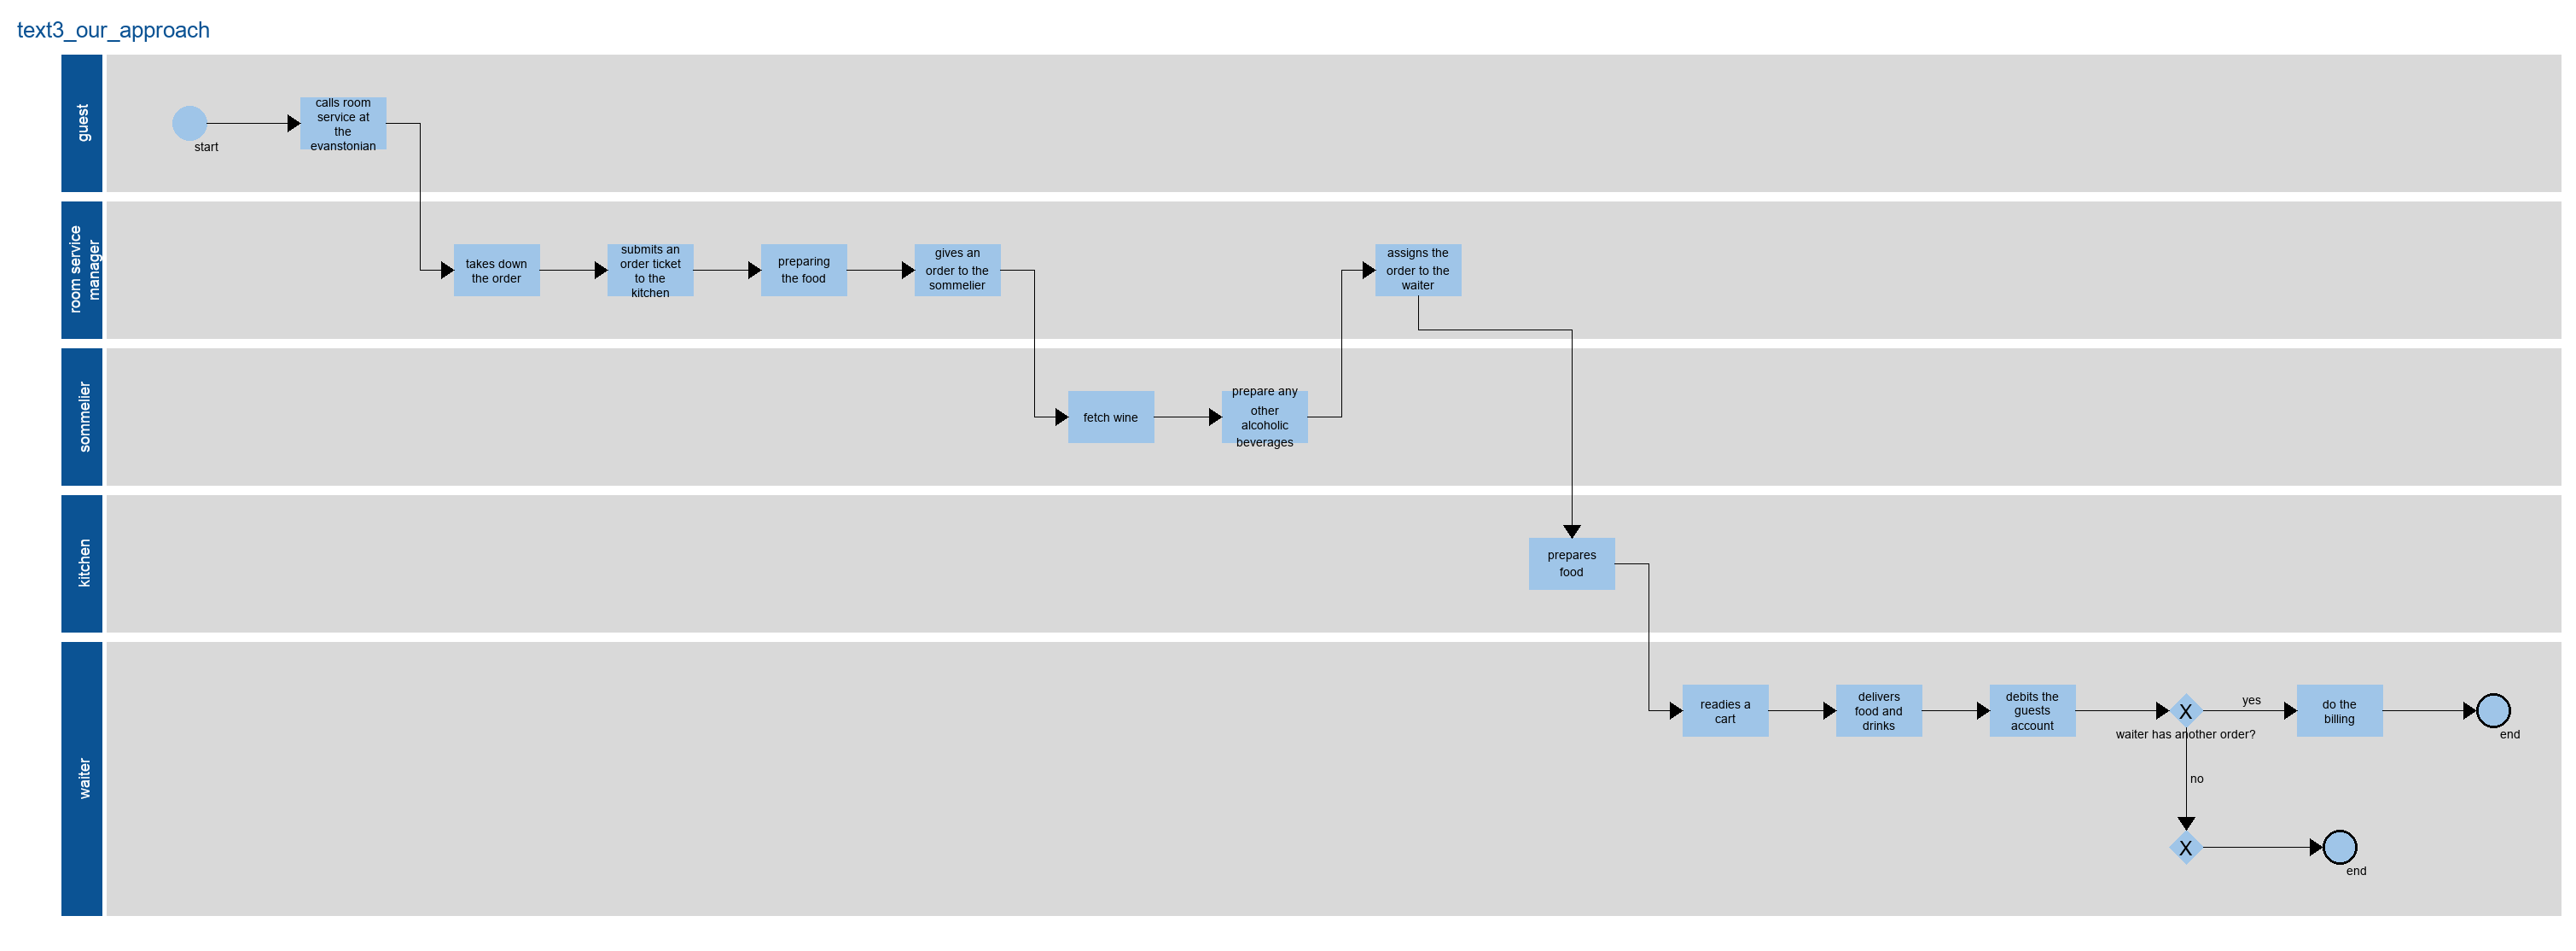 text3_our_approach
guest
start
calls room
service at
the
evanstonian
room service
manager
takes down
the order
submits an
order ticket
to the
kitchen
preparing
the food
gives an
order to the
sommelier
assigns the
order to the
waiter
sommelier
fetch wine
prepare any
other
alcoholic
beverages
kitchen
prepares
food
waiter
readies a
cart
delivers
food and
drinks
debits the
guests
account
X
waiter has another order?
yes
do the
billing
end
no
X
end